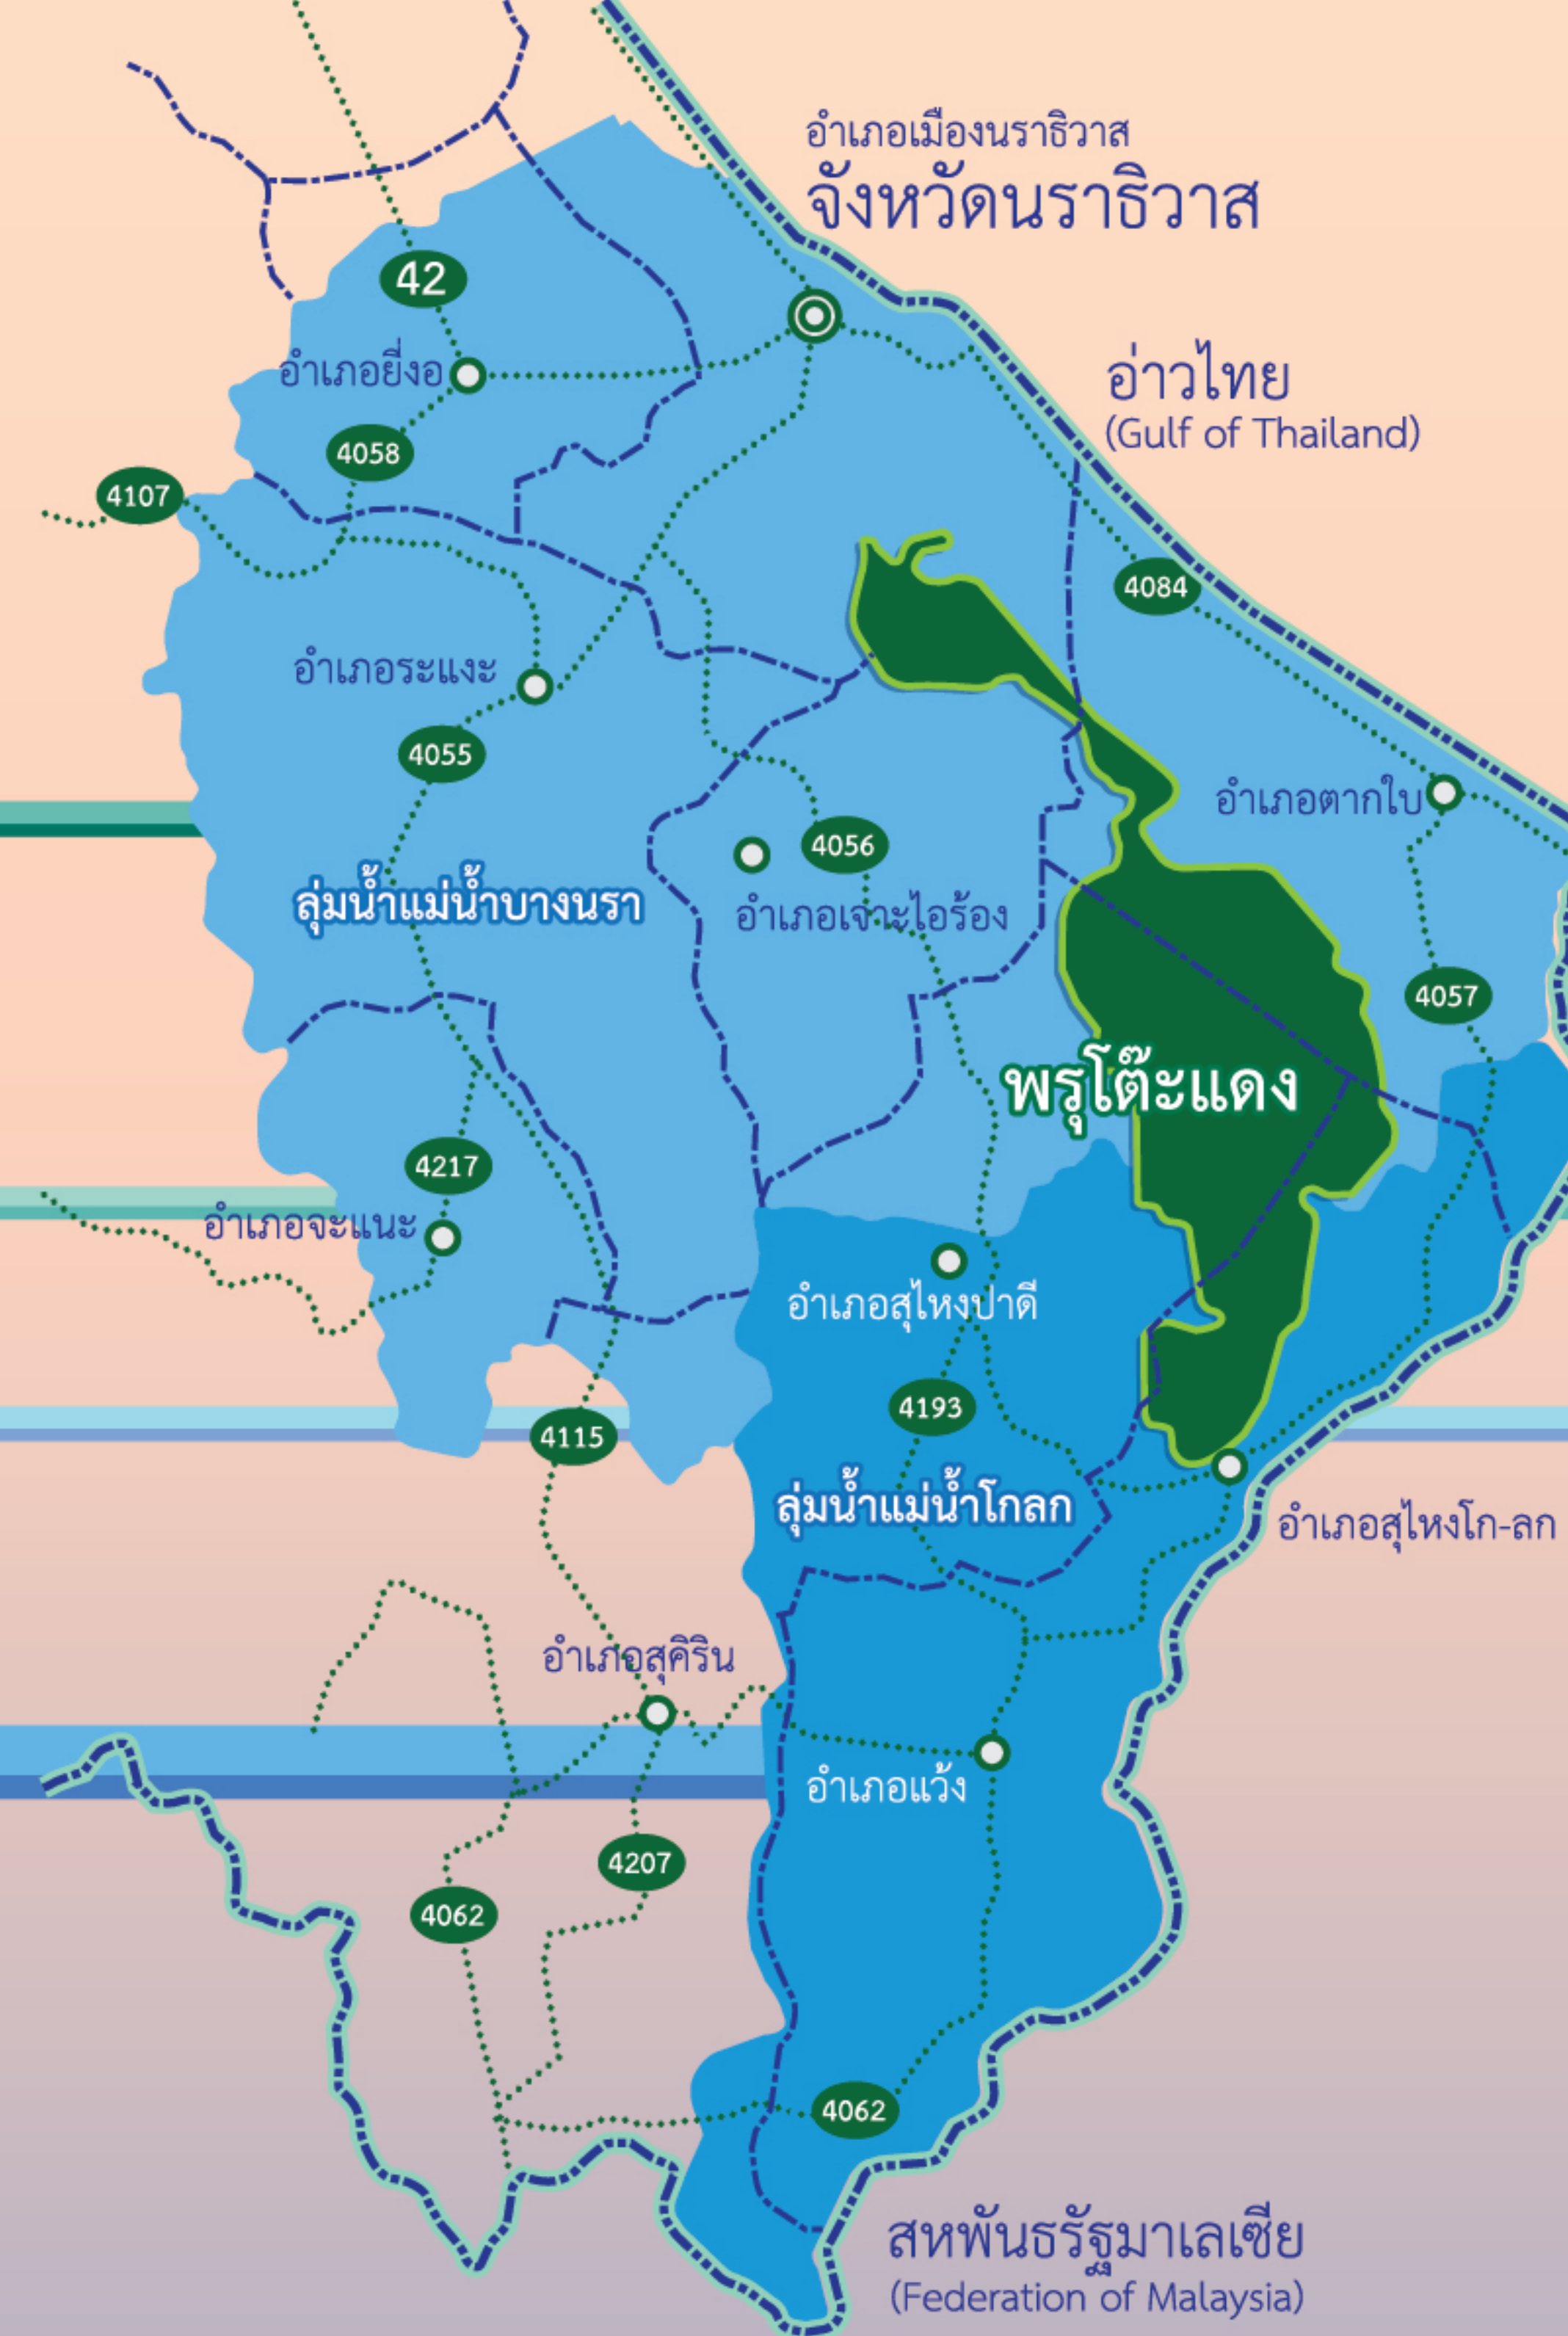 อำเภอเมืองนราธิวาส
จังหวัดนราธิวาส
42
อ่าวไทย
(Gulf of Thailand)
อำเภอยี่งอ
4058
4107
4084
อำเภอระแงะ
4055
อำเภอตากใบ
4056
ลุ่มน้ำแม่น้ำบางนรา
อำเภอเจาะไอร้อง
4057
พรุโต๊ะแดง
4217
อำเภอจะแนะ
อำเภอสุไหงปาดี
4193
4115
ลุ่มน้ำแม่น้ำโกลก
อำเภอสุไหงโก-ลก
อำเภอสุคิริน
อำเภอแว้ง
4207
4062
4062
สหพันธรัฐมาเลเซีย
(Federation of Malaysia)